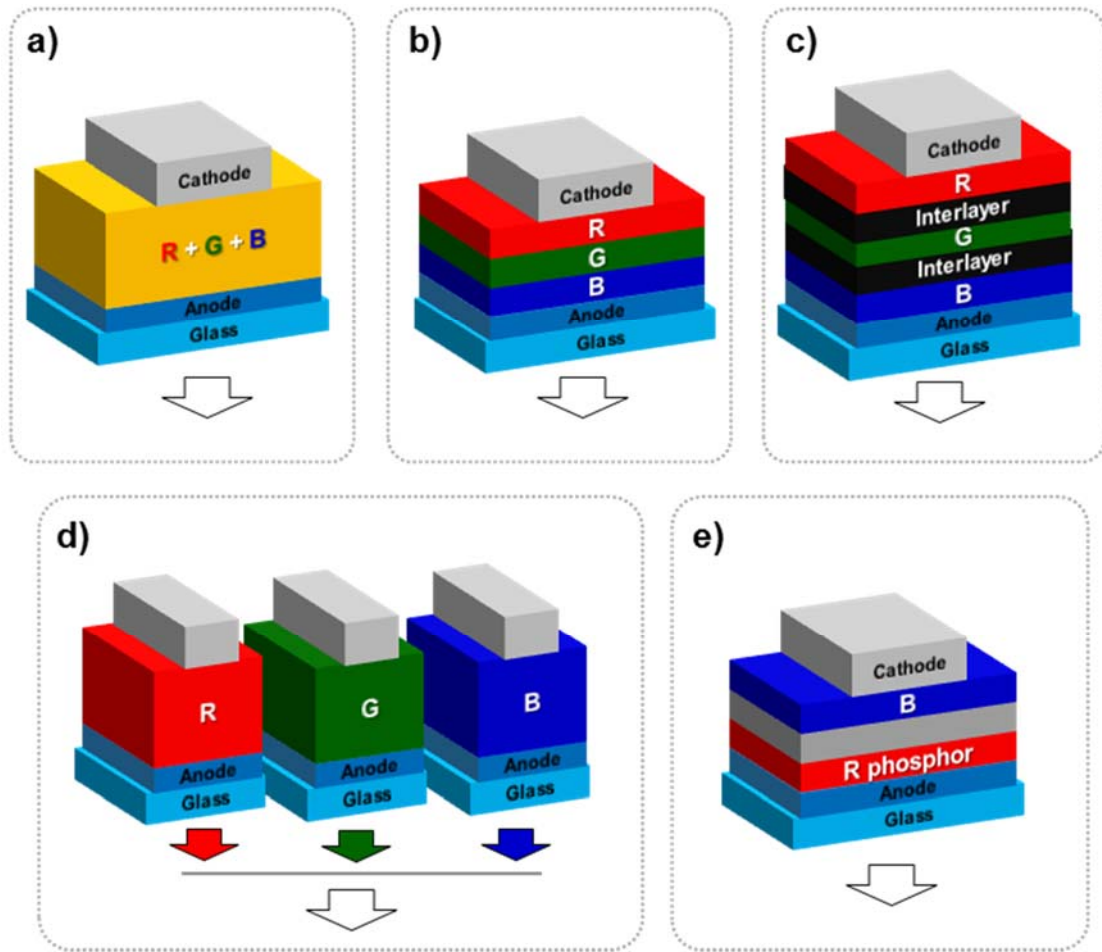 a)
Cathode
R + G + B
Anode
Glass
b)
Cathode
R
G
B
Anode
Glass
c)
Cathode
R
Interlayer
G
Interlayer
B
Anode
Glass
d)
R
Anode
Glass
G
Anode
Glass
B
Anode
Glass
e)
Cathode
B
R phosphor
Anode
Glass